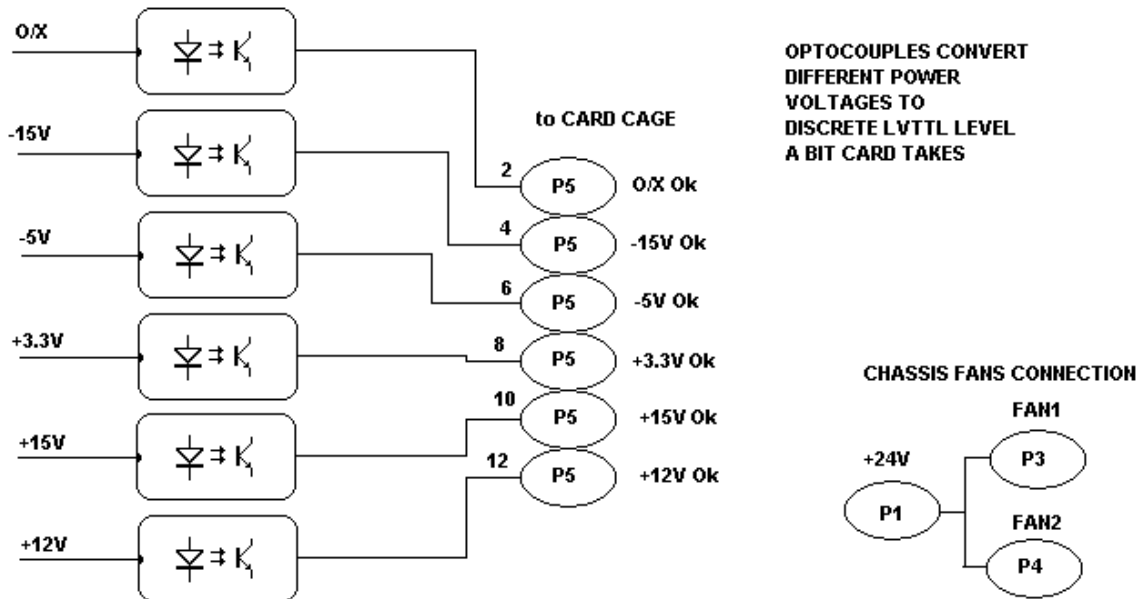 O/X
-15V
-5V
+3.3V
+15V
+12V
to CARD CAGE
2 P5 O/X Ok
4 P5 -15V Ok
6 P5 -5V Ok
8 P5 +3.3V Ok
10 P5 +15V Ok
12 P5 +12V Ok
OPTOCOUPLES CONVERT
DIFFERENT POWER
VOLTAGES TO
DISCRETE LVTTL LEVEL
A BIT CARD TAKES
CHASSIS FANS CONNECTION
FAN1
+24V
P3
P1
FAN2
P4